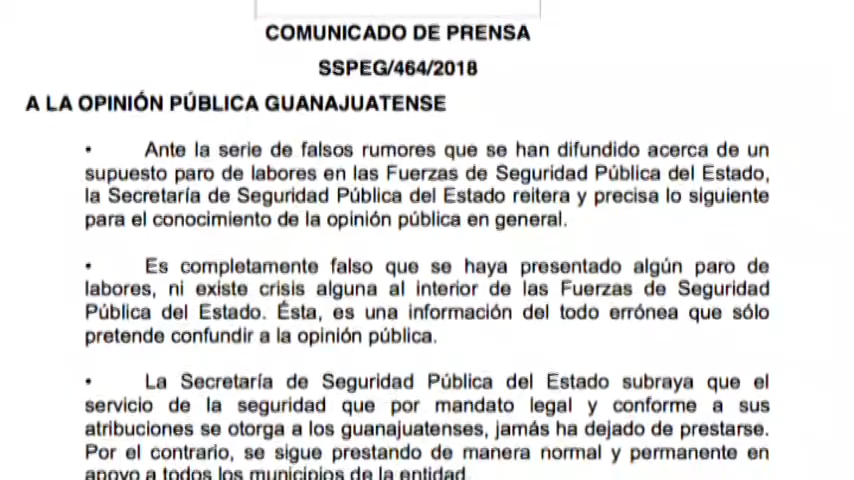 COMUNICADO DE PRENSA
SSPEG/464/2018
A LA OPINIÓN PÚBLICA GUANAJUATENSE
• Ante la serie de falsos rumores que se han difundido acerca de un
supuesto paro de labores en las Fuerzas de Seguridad Pública del Estado,
la Secretaría de Seguridad Pública del Estado reitera y precisa lo siguiente
para el conocimiento de la opinión pública en general.
• Es completamente falso que se haya presentado algún paro de
labores, ni existe crisis alguna al interior de las Fuerzas de Seguridad
Pública del Estado. Ésta, es una información del todo errónea que sólo
pretende confundir a la opinión pública.
• La Secretaría de Seguridad Pública del Estado subraya que el
servicio de la seguridad que por mandato legal y conforme a sus
atribuciones se otorga a los guanajuatenses, jamás ha dejado de prestarse.
Por el contrario, se sigue prestando de manera normal y permanente en
apoyo a todos los municipios de la entidad.